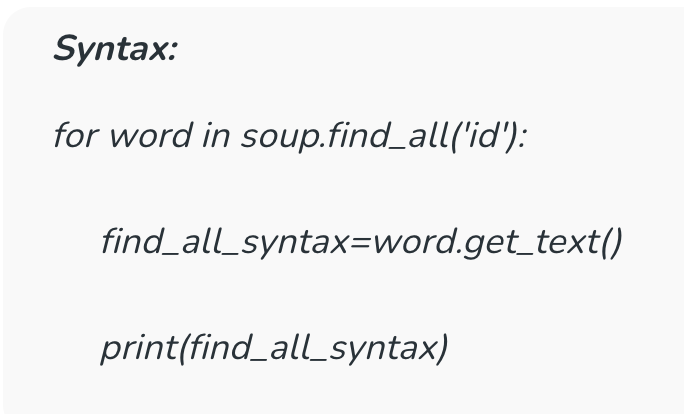 Syntax:
for word in soup.find_all('id'):
find_all_syntax=word.get_text()
print(find_all_syntax)